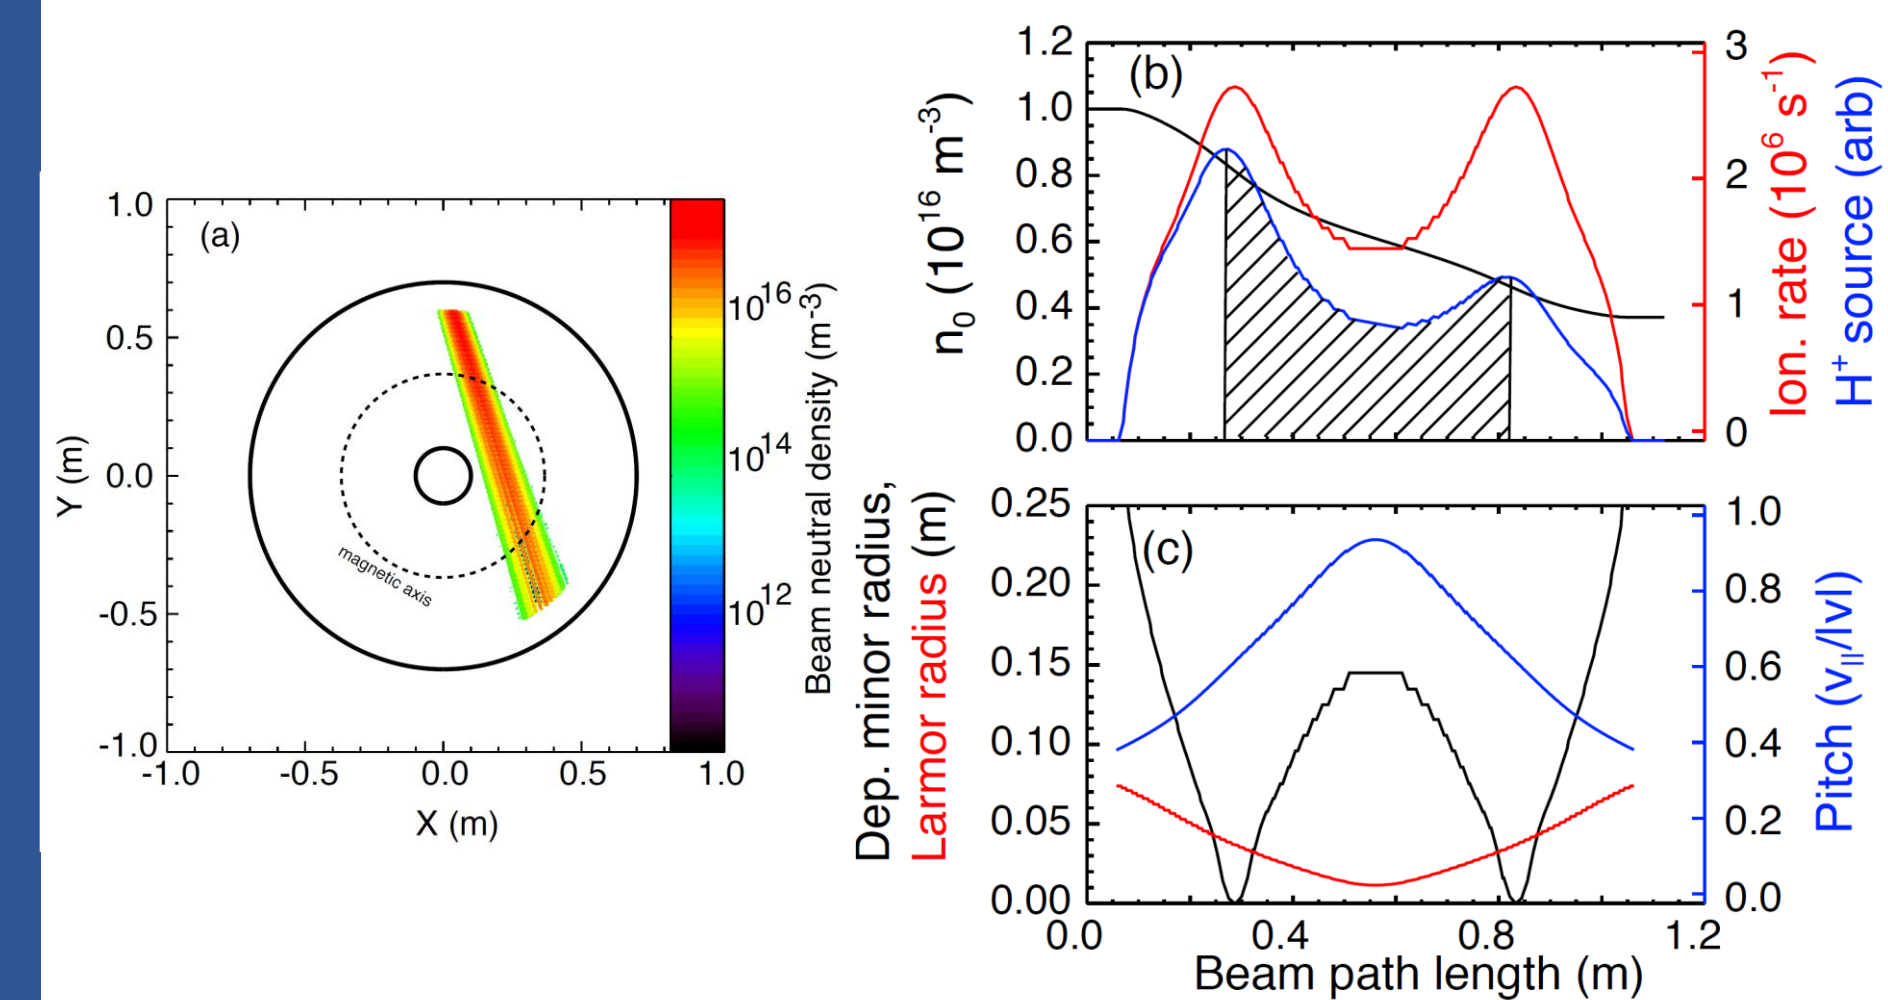 (a)
1.0
0.5
0.0
-0.5
-1.0
Y (m)
-1.0
-0.5
0.0
0.5
1.0
X (m)
magnetic axis
10^16
10^14
10^12
Beam neutral density (m^-3)
(b)
1.2
1.0
0.8
0.6
0.4
0.2
0.0
n_0 (10^16 m^-3)
3
2
1
0
Ion. rate (10^6 s^-1)
H^+ source (arb)
(c)
0.25
0.20
0.15
0.10
0.05
0.00
Dep. minor radius,
Larmor radius (m)
1.0
0.8
0.6
0.4
0.2
0.0
Pitch (v_||/|v|)
0.0
0.4
0.8
1.2
Beam path length (m)